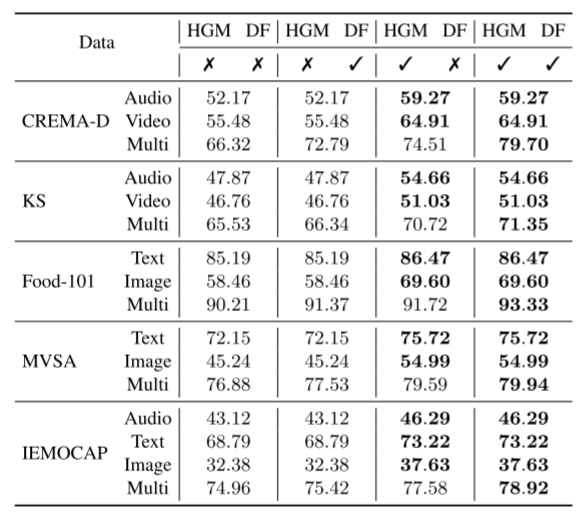 Data HGM DF HGM DF HGM DF HGM DF
✗ ✗ ✗ ✓ ✓ ✗ ✓ ✓
CREMA-D Audio 52.17 52.17 59.27 59.27
Video 55.48 55.48 64.91 64.91
Multi 66.32 72.79 74.51 79.70
KS Audio 47.87 47.87 54.66 54.66
Video 46.76 46.76 51.03 51.03
Multi 65.53 66.34 70.72 71.35
Food-101 Text 85.19 85.19 86.47 86.47
Image 58.46 58.46 69.60 69.60
Multi 90.21 91.37 91.72 93.33
MVSA Text 72.15 72.15 75.72 75.72
Image 45.24 45.24 54.99 54.99
Multi 76.88 77.53 79.59 79.94
IEMOCAP Audio 43.12 43.12 46.29 46.29
Text 68.79 68.79 73.22 73.22
Image 32.38 32.38 37.63 37.63
Multi 74.96 75.42 77.58 78.92